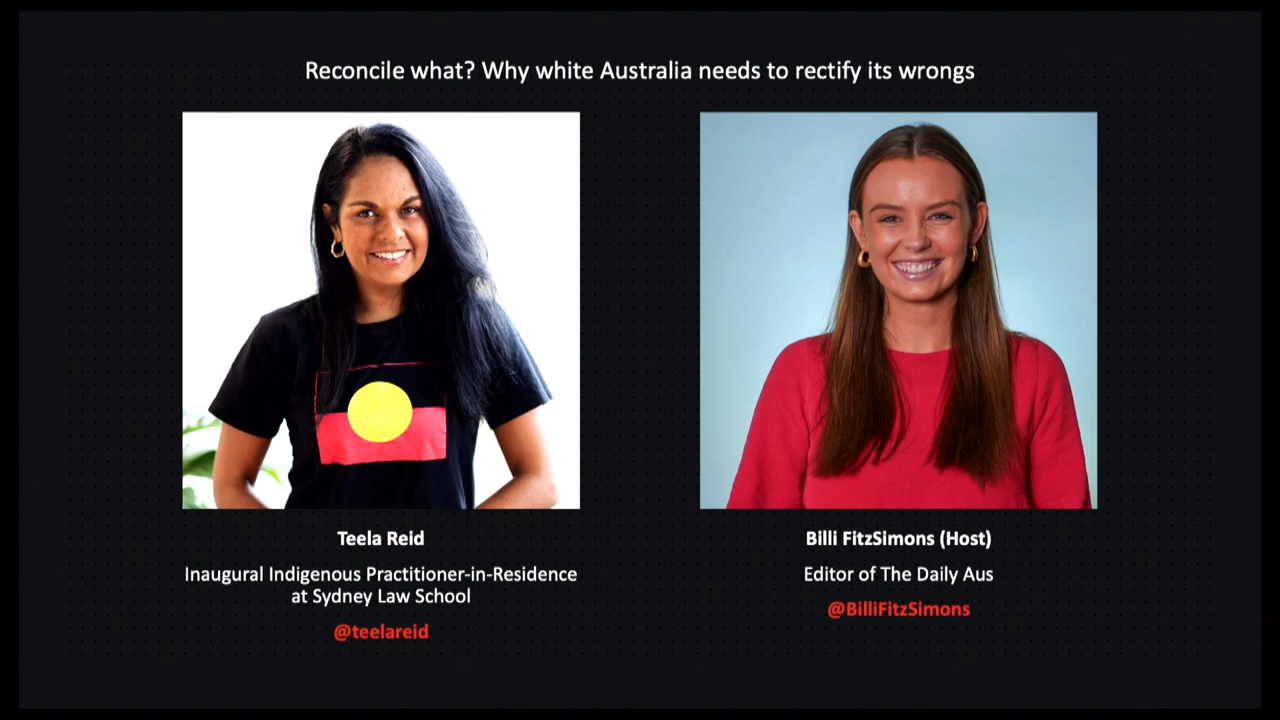 Reconcile what? Why white Australia needs to rectify its wrongs
Teela Reid
Inaugural Indigenous Practitioner-in-Residence
at Sydney Law School
@teelareid
Billi FitzSimons (Host)
Editor of The Daily Aus
@BilliFitzSimons